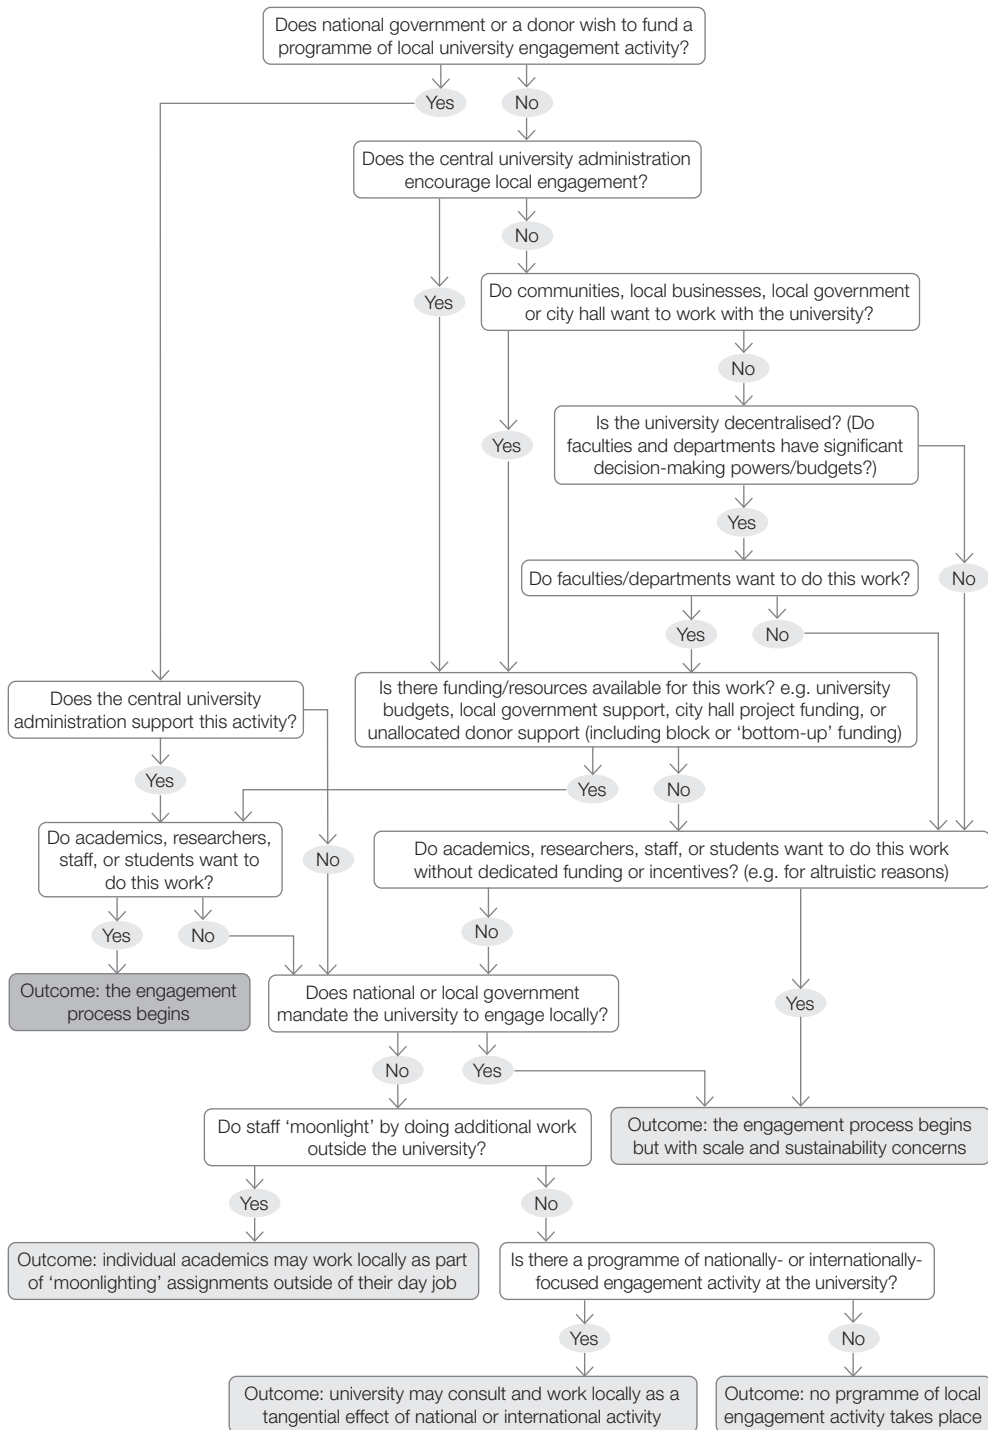 Does national government or a donor wish to fund a
programme of local university engagement activity?
Yes
No
Does the central university administration
encourage local engagement?
No
Yes
Do communities, local businesses, local government
or city hall want to work with the university?
No
Yes
Is the university decentralised? (Do
faculties and departments have significant
decision-making powers/budgets?)
Yes
No
Do faculties/departments want to do this work?
Yes
No
Does the central university
administration support this activity?
Is there funding/resources available for this work? e.g. university
budgets, local government support, city hall project funding, or
unallocated donor support (including block or ‘bottom-up’ funding)
Yes
Yes
No
Do academics, researchers,
staff, or students want to
do this work?
No
Do academics, researchers, staff, or students want to do this work
without dedicated funding or incentives? (e.g. for altruistic reasons)
Yes
No
No
Outcome: the engagement
process begins
Does national or local government
mandate the university to engage locally?
Yes
No
Yes
Do staff ‘moonlight’ by doing additional work
outside the university?
Outcome: the engagement process begins
but with scale and sustainability concerns
Yes
No
Outcome: individual academics may work locally as part
of ‘moonlighting’ assignments outside of their day job
Is there a programme of nationally- or internationally-
focused engagement activity at the university?
Yes
No
Outcome: university may consult and work locally as a
tangential effect of national or international activity
Outcome: no prgramme of local
engagement activity takes place